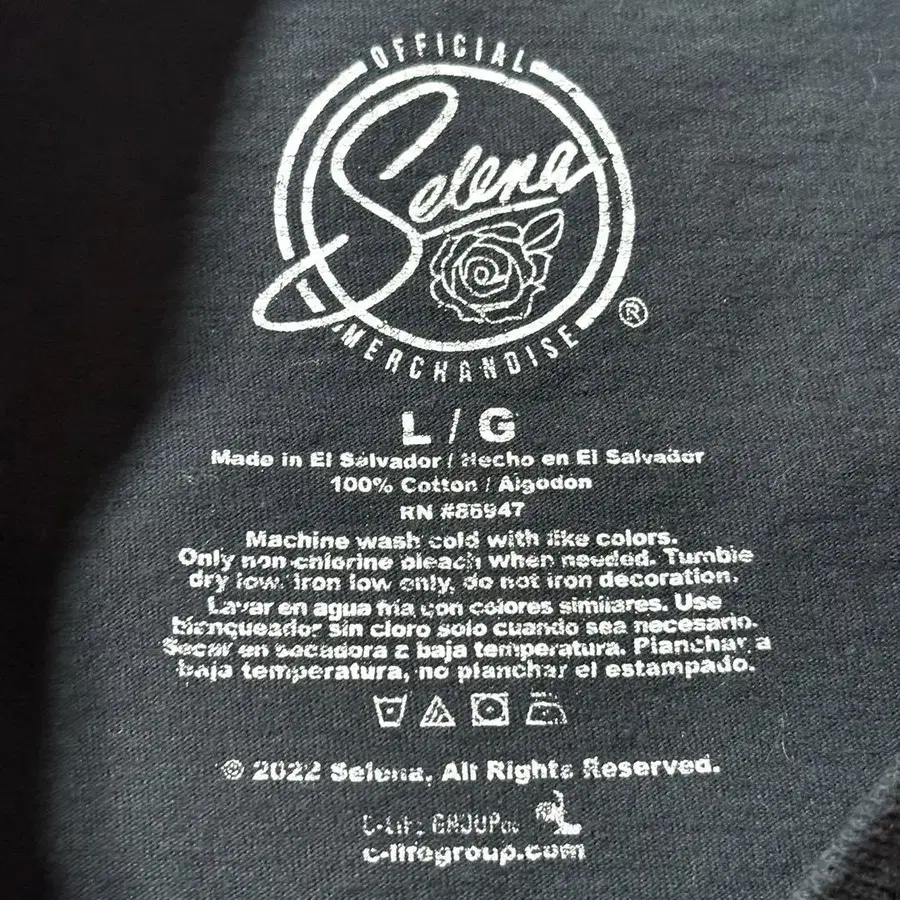 OFFICIAL
Selena
MERCHANDISE
®
L / G
Made in El Salvador / Hecho en El Salvador
100% Cotton / Algodon
RN #86947
Machine wash cold with like colors.
Only non-chlorine bleach when needed. Tumble
dry low. Iron low only, do not iron decoration.
Lavar en agua fria con colores similares. Use
blanqueador sin cloro solo cuando sea necesario.
Secar en secadora a baja temperatura. Planchar a
baja temperatura, no planchar el estampado.
© 2022 Selena. All Rights Reserved.
C-LIFE GROUP
c-lifegroup.com